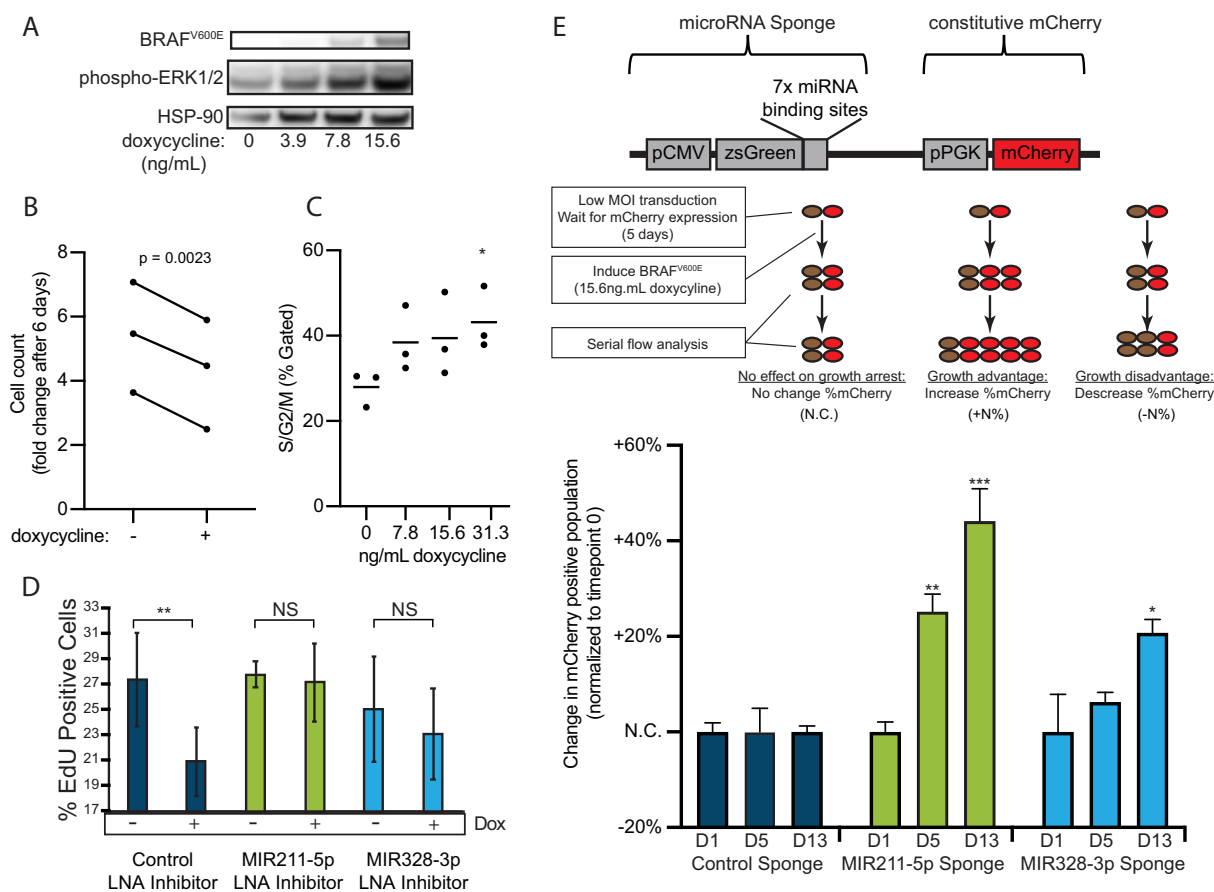 A
BRAFV600E
phospho-ERK1/2
HSP-90
doxycycline: 0 3.9 7.8 15.6
(ng/mL)
B
p = 0.0023
8
6
4
2
0
Cell count
(fold change after 6 days)
doxycycline: - +
C
*
60
40
20
0
S/G2/M (% Gated)
0 7.8 15.6 31.3
ng/mL doxycycline
D
** NS NS
33
31
29
27
25
23
21
19
17
% EdU Positive Cells
- + - + - + Dox
Control MIR211-5p MIR328-3p
LNA Inhibitor LNA Inhibitor LNA Inhibitor
E
microRNA Sponge constitutive mCherry
7x miRNA
binding sites
pCMV zsGreen pPGK mCherry
Low MOI transduction
Wait for mCherry expression
(5 days)
Induce BRAFV600E
(15.6ng.mL doxycyline)
Serial flow analysis
No effect on growth arrest:
No change %mCherry
(N.C.)
Growth advantage:
Increase %mCherry
(+N%)
Growth disadvantage:
Descrease %mCherry
(-N%)
+60%
+40%
+20%
N.C.
-20%
Change in mCherry positive population
(normalized to timepoint 0)
** *** *
D1 D5 D13 D1 D5 D13 D1 D5 D13
Control Sponge MIR211-5p Sponge MIR328-3p Sponge